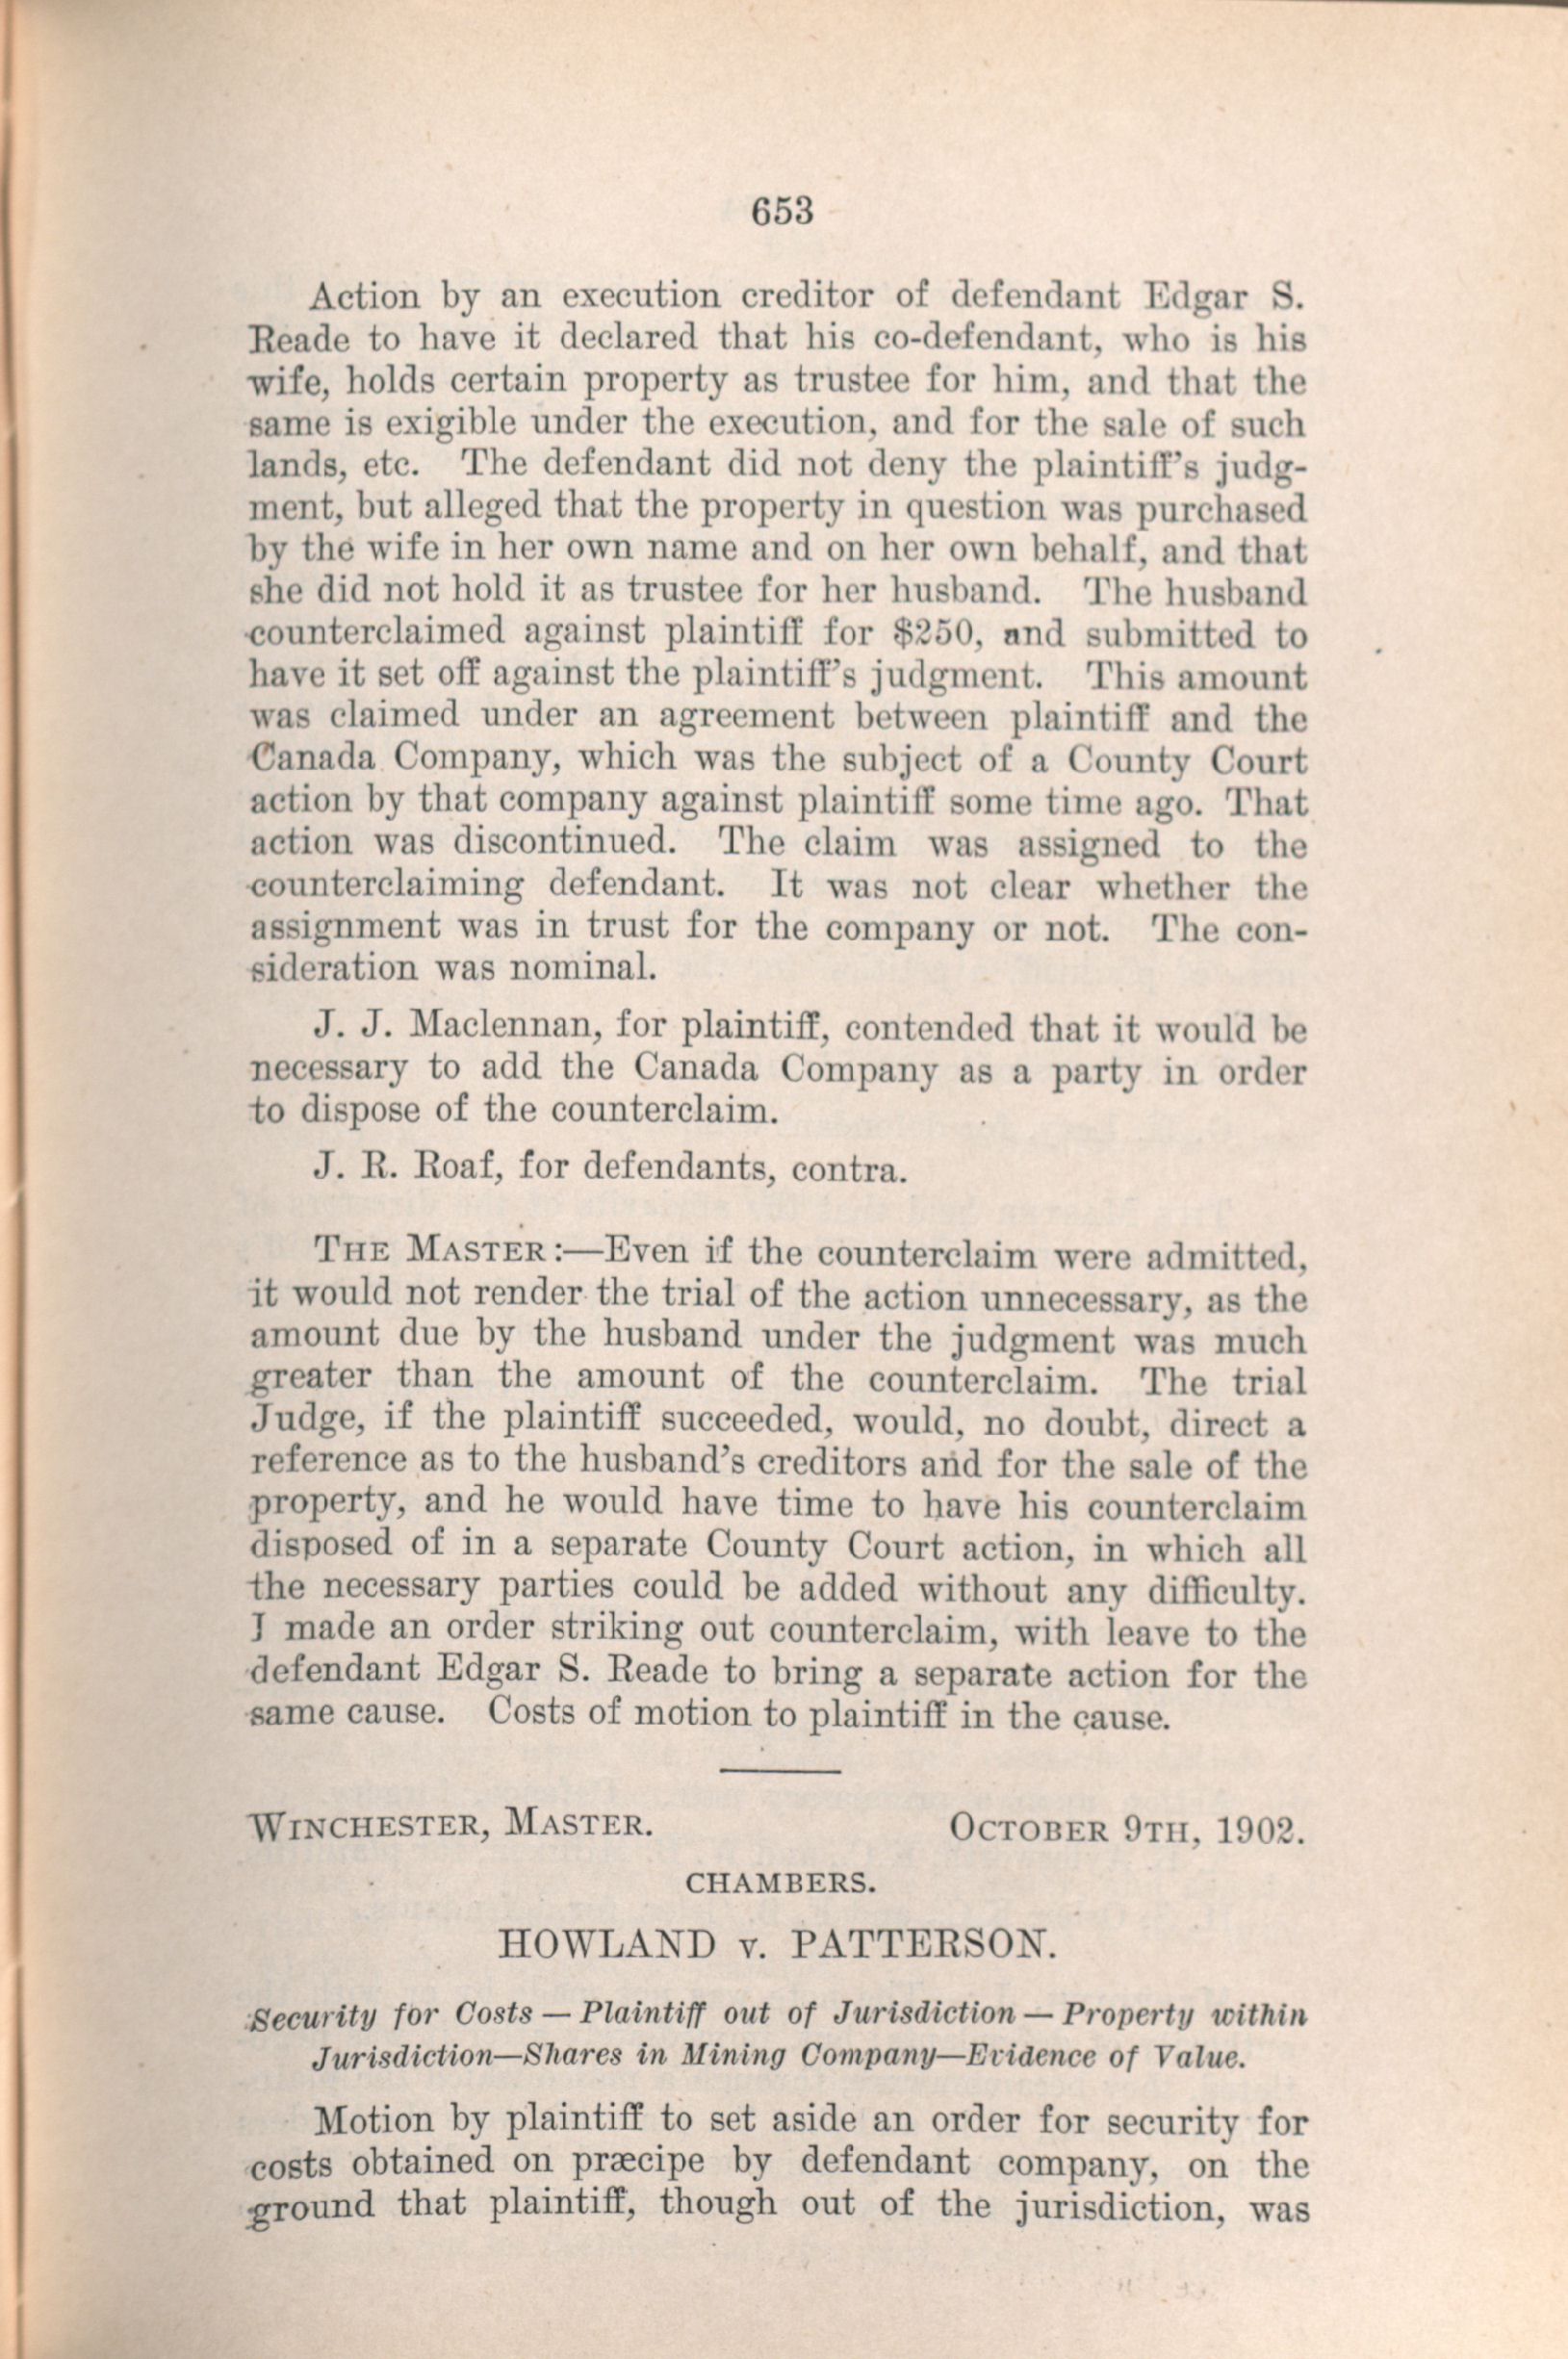 653
Action by an execution creditor of defendant Edgar S.
Reade to have it declared that his co-defendant, who is his
wife, holds certain property as trustee for him, and that the
same is exigible under the execution, and for the sale of such
lands, etc. The defendant did not deny the plaintiff's judg-
ment, but alleged that the property in question was purchased
by the wife in her own name and on her own behalf, and that
she did not hold it as trustee for her husband. The husband
counterclaimed against plaintiff for $250, and submitted to
have it set off against the plaintiff's judgment. This amount
was claimed under an agreement between plaintiff and the
Canada Company, which was the subject of a County Court
action by that company against plaintiff some time ago. That
action was discontinued. The claim was assigned to the
counterclaiming defendant. It was not clear whether the
assignment was in trust for the company or not. The con-
sideration was nominal.
J. J. Maclennan, for plaintiff, contended that it would be
necessary to add the Canada Company as a party in order
to dispose of the counterclaim.
J. R. Roaf, for defendants, contra.
THE MASTER:—Even if the counterclaim were admitted,
it would not render the trial of the action unnecessary, as the
amount due by the husband under the judgment was much
greater than the amount of the counterclaim. The trial
Judge, if the plaintiff succeeded, would, no doubt, direct a
reference as to the husband's creditors and for the sale of the
property, and he would have time to have his counterclaim
disposed of in a separate County Court action, in which all
the necessary parties could be added without any difficulty.
I made an order striking out counterclaim, with leave to the
defendant Edgar S. Reade to bring a separate action for the
same cause. Costs of motion to plaintiff in the cause.
WINCHESTER, MASTER. OCTOBER 9TH, 1902.
CHAMBERS.
HOWLAND v. PATTERSON.
Security for Costs — Plaintiff out of Jurisdiction — Property within
Jurisdiction—Shares in Mining Company—Evidence of Value.
Motion by plaintiff to set aside an order for security for
costs obtained on præcipe by defendant company, on the
ground that plaintiff, though out of the jurisdiction, was